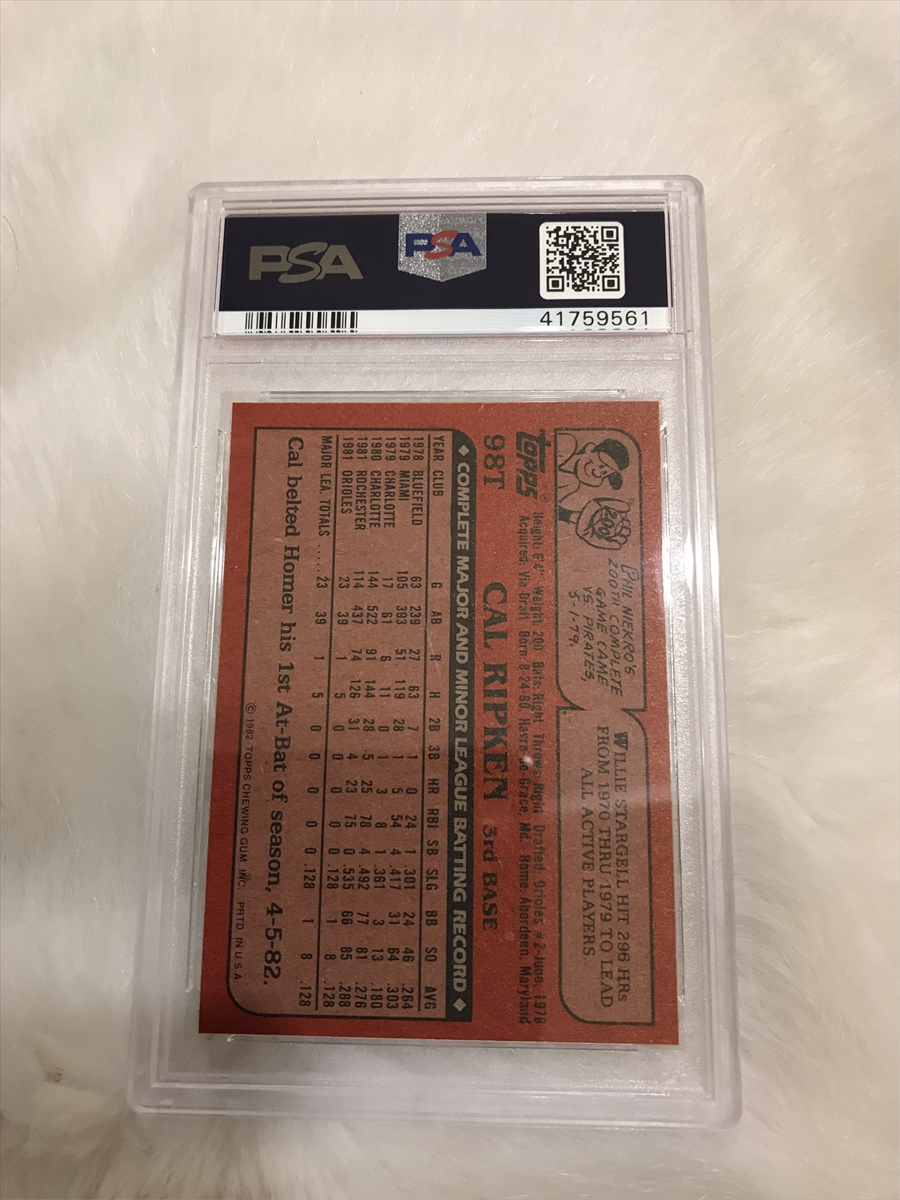 PSA
PSA
41759561
200
PHIL NIEKRO'S
200TH COMPLETE
GAME CAME
VS. PIRATES,
5-1-79.
WILLIE STARGELL HIT 296 HRs
FROM 1970 THRU 1979 TO LEAD
ALL ACTIVE PLAYERS
TOPPS®
Height: 6'4" Weight: 200 Bats: Right Throws: Right Drafted: Orioles #2-June, 1978
Acquired: Via Draft Born: 8-24-60, Havre-de-Grace, Md. Home: Aberdeen, Maryland
98T CAL RIPKEN 3rd BASE
◆ COMPLETE MAJOR AND MINOR LEAGUE BATTING RECORD ◆
YEAR CLUB G AB R H 2B 3B HR RBI SB SLG BB SO AVG
1978 BLUEFIELD 63 239 27 63 7 1 0 24 1 .301 24 46 .264
1979 MIAMI 105 393 51 119 28 1 5 54 4 .417 31 64 .303
1979 CHARLOTTE 17 61 6 11 0 1 3 8 1 .361 3 13 .180
1980 CHARLOTTE 144 522 91 144 28 5 25 78 4 .492 77 81 .276
1981 ROCHESTER 114 437 74 126 31 4 23 75 0 .535 66 85 .288
1981 ORIOLES 23 39 1 5 0 0 0 0 0 .128 1 8 .128
MAJOR LEA. TOTALS ..... 23 39 1 5 0 0 0 0 0 .128 1 8 .128
Cal belted Homer his 1st At-Bat of season, 4-5-82.
© 1982 TOPPS CHEWING GUM, INC. PRTD. IN U.S.A.